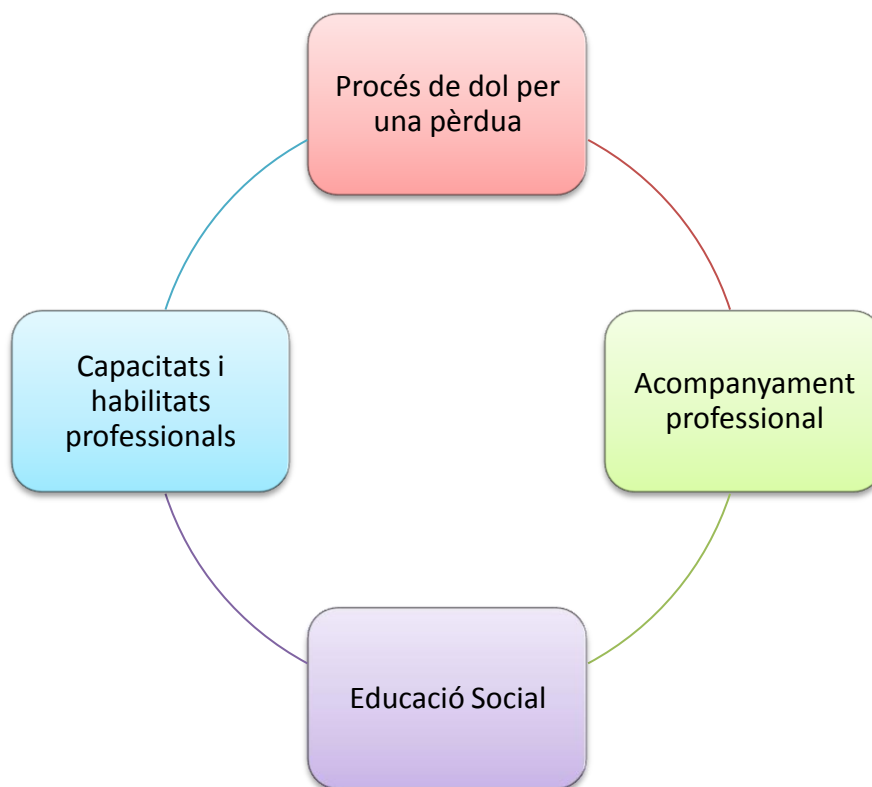 Procés de dol per
una pèrdua
Acompanyament
professional
Educació Social
Capacitats i
habilitats
professionals